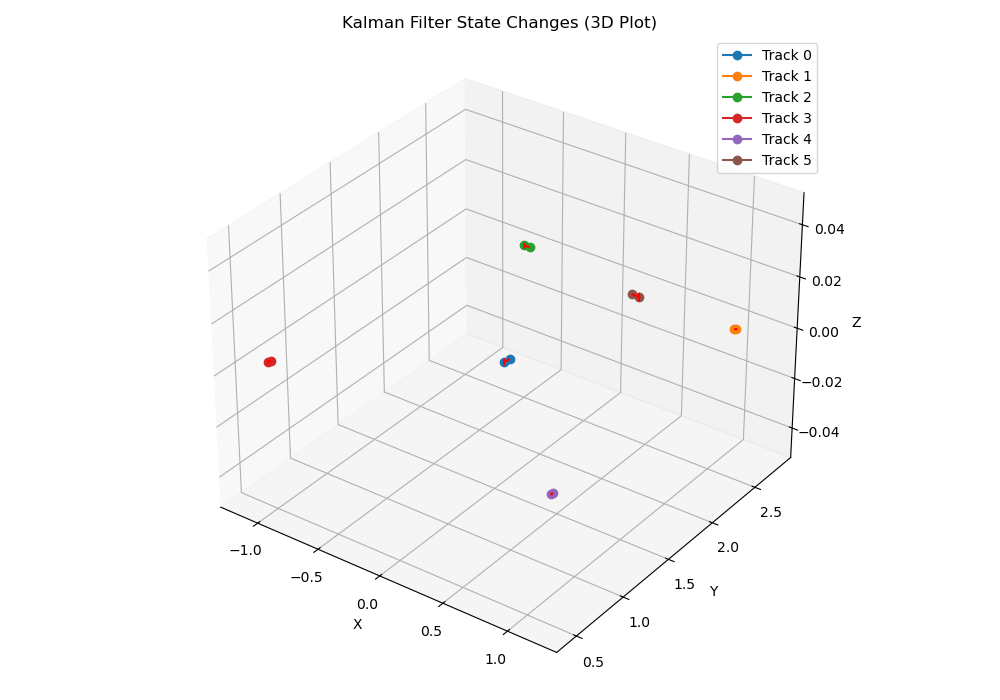 Kalman Filter State Changes (3D Plot)
Track 0
Track 1
Track 2
Track 3
Track 4
Track 5
0.04
0.02
Z
0.00
−0.02
−0.04
2.5
2.0
1.5
Y
1.0
0.5
−1.0
−0.5
0.0
X
0.5
1.0